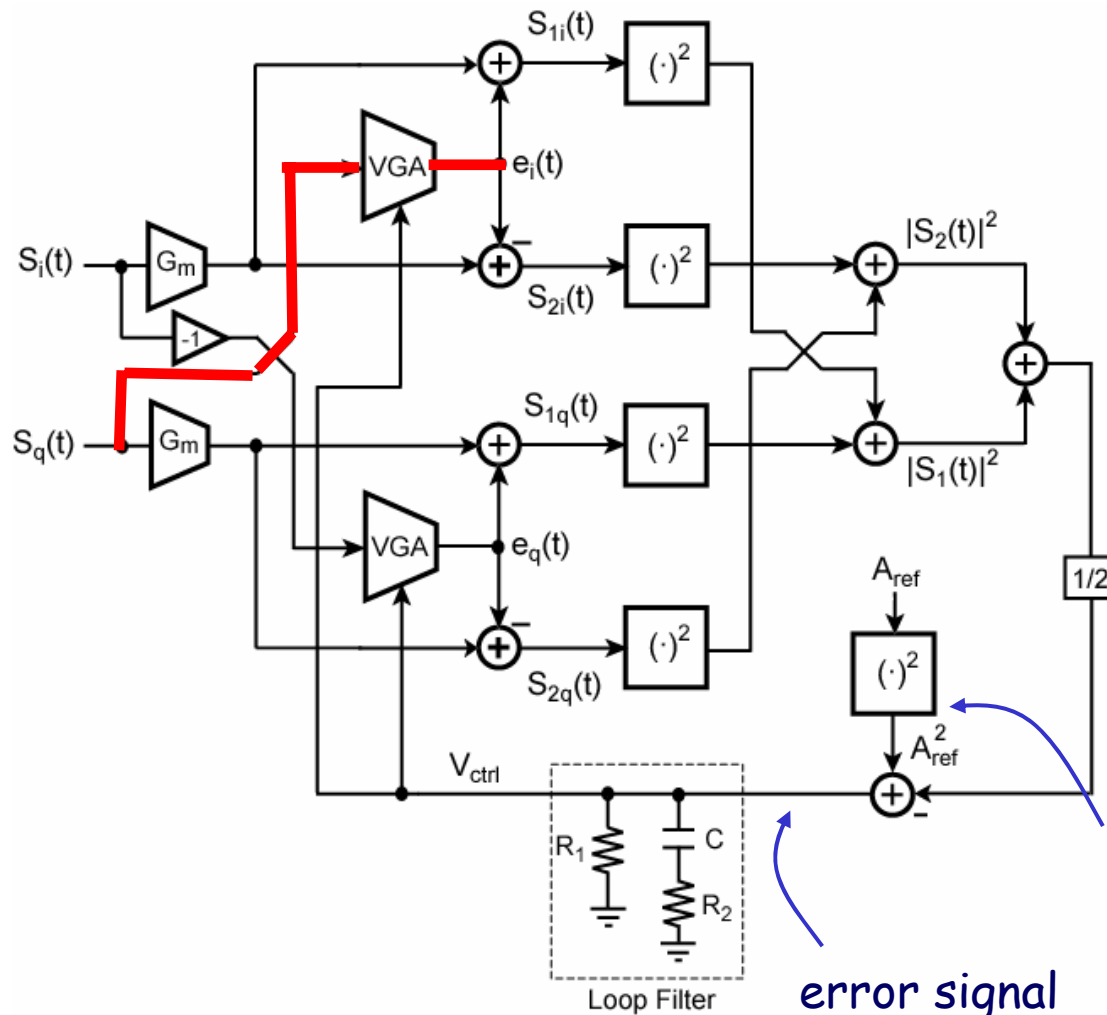 S1i(t)
(·)²
VGA
ei(t)
Si(t)
Gm
−
S2i(t)
(·)²
|S2(t)|²
-1
Sq(t)
Gm
S1q(t)
(·)²
|S1(t)|²
VGA
eq(t)
−
S2q(t)
(·)²
Aref
(·)²
A²ref
1/2
−
Vctrl
R1
C
R2
Loop Filter
error signal